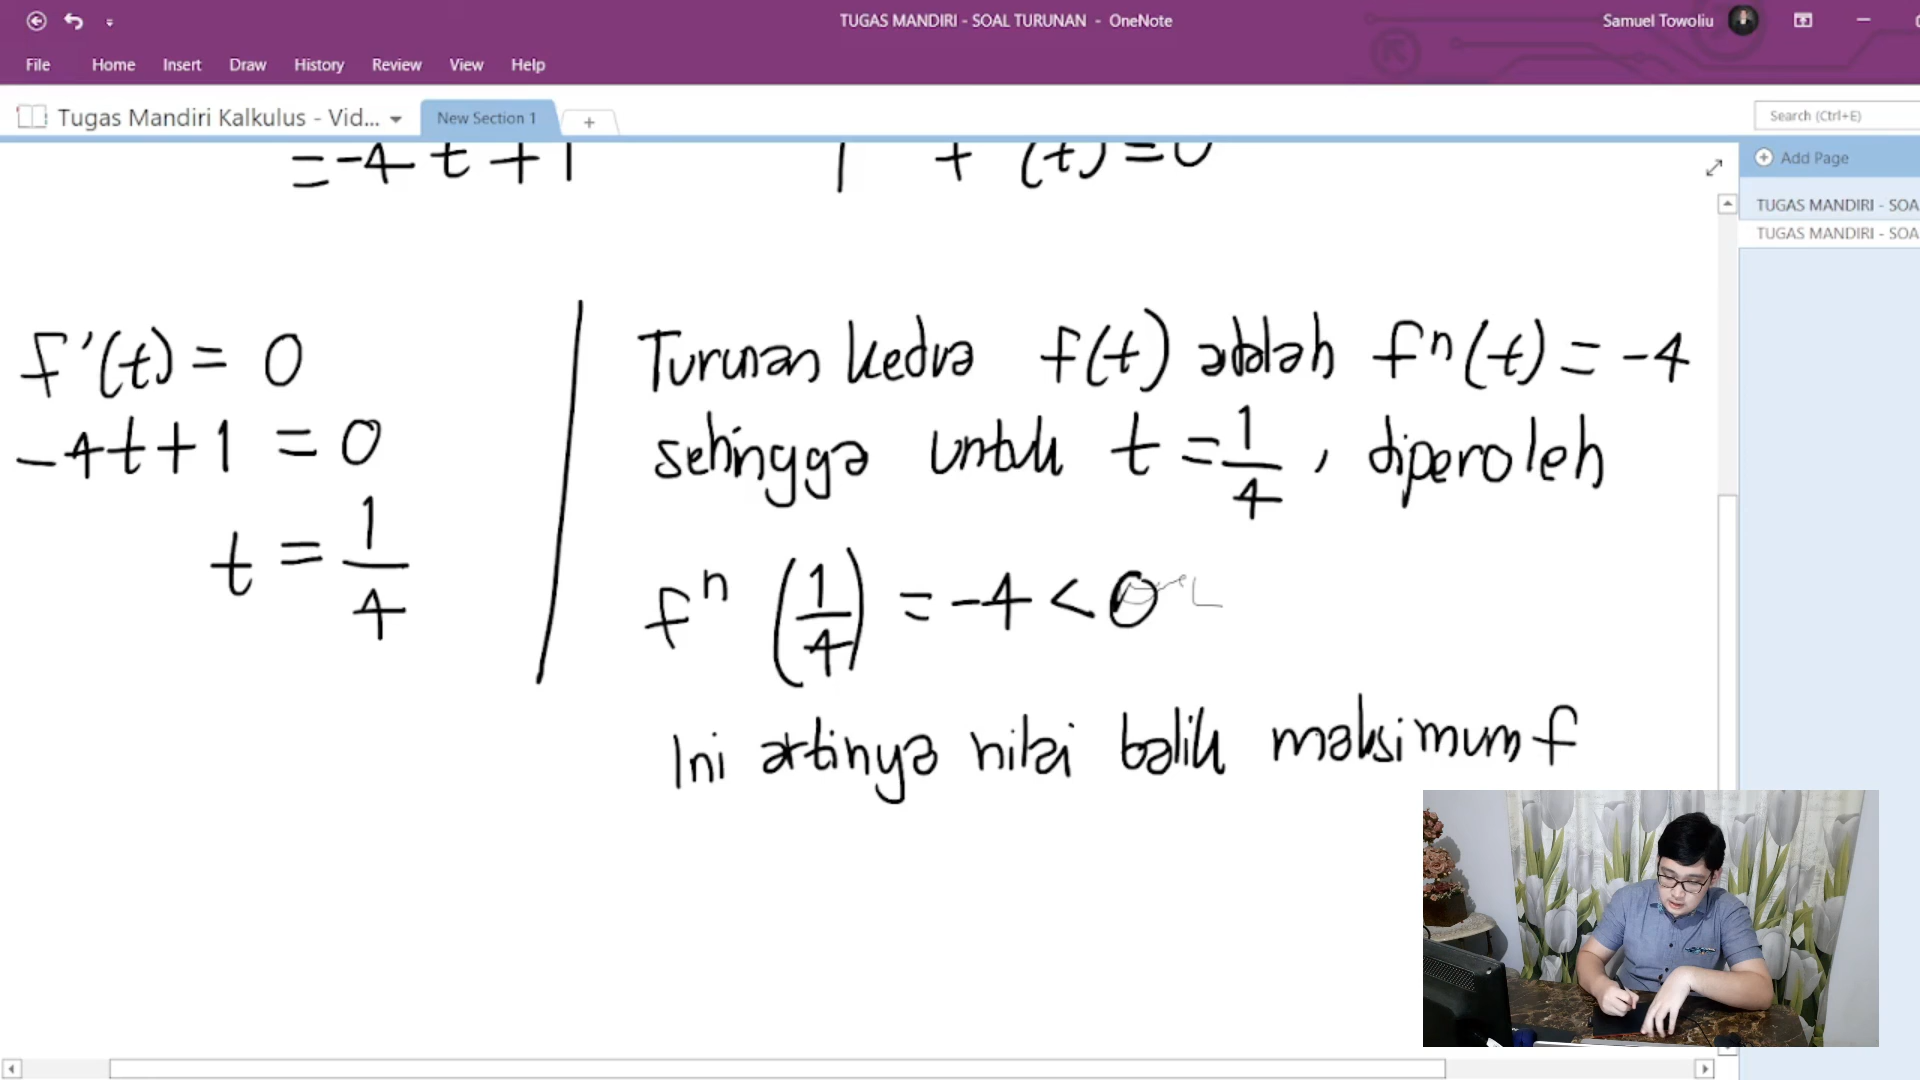 TUGAS MANDIRI - SOAL TURUNAN - OneNote
Samuel Towoliu
File Home Insert Draw History Review View Help
Tugas Mandiri Kalkulus - Vid...
New Section 1
+
Search (Ctrl+E)
Add Page
TUGAS MANDIRI - SOA
TUGAS MANDIRI - SOA
= -4t+1
f'(t) = 0
-4t+1 = 0
t = 1/4
Turunan kedua f(t) adalah fⁿ(t) = -4
sehingga untuk t = 1/4, diperoleh
fⁿ (1/4) = -4 < 0
Ini artinya nilai balik maksimum f